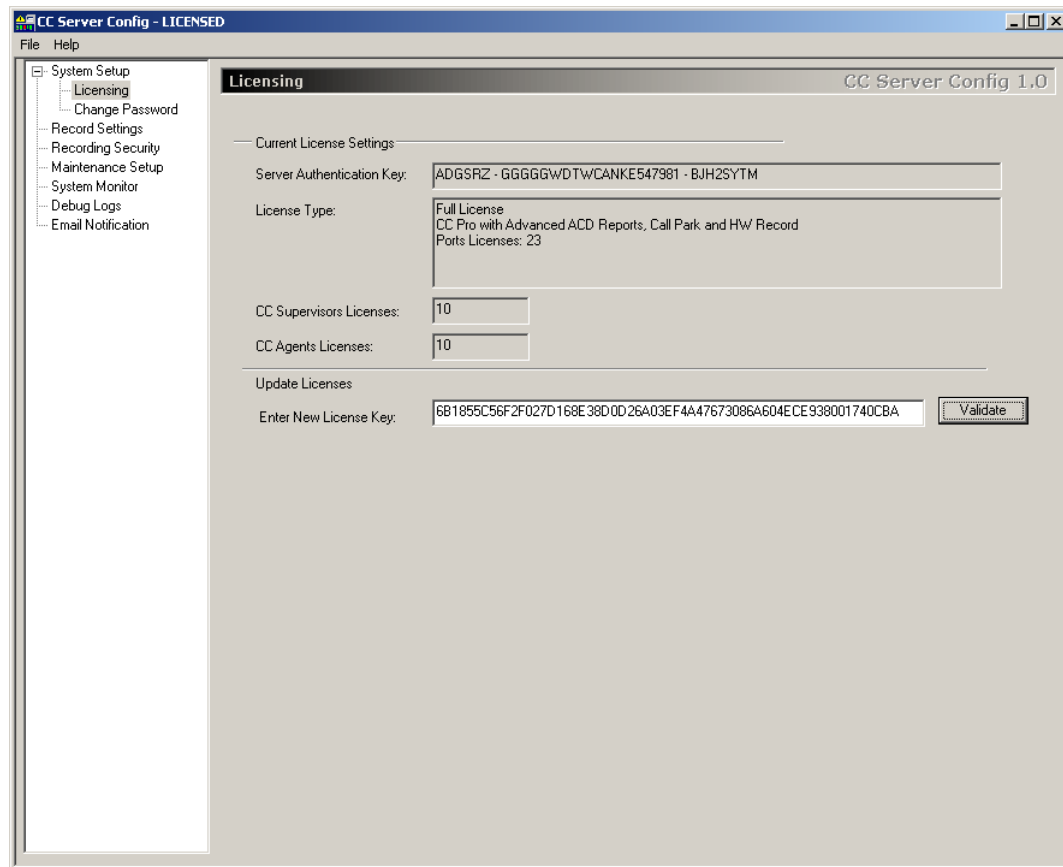 CC Server Config - LICENSED
File Help
System Setup
Licensing
Change Password
Record Settings
Recording Security
Maintenance Setup
System Monitor
Debug Logs
Email Notification
Licensing CC Server Config 1.0
Current License Settings
Server Authentication Key: ADGSRZ - GGGGGWDTWCANKE547981 - BJH2SYTM
License Type: Full License
CC Pro with Advanced ACD Reports, Call Park and HW Record
Ports Licenses: 23
CC Supervisors Licenses: 10
CC Agents Licenses: 10
Update Licenses
Enter New License Key: 6B1855C56F2F027D168E38D0D26A03EF4A47673086A604ECE938001740CBA Validate